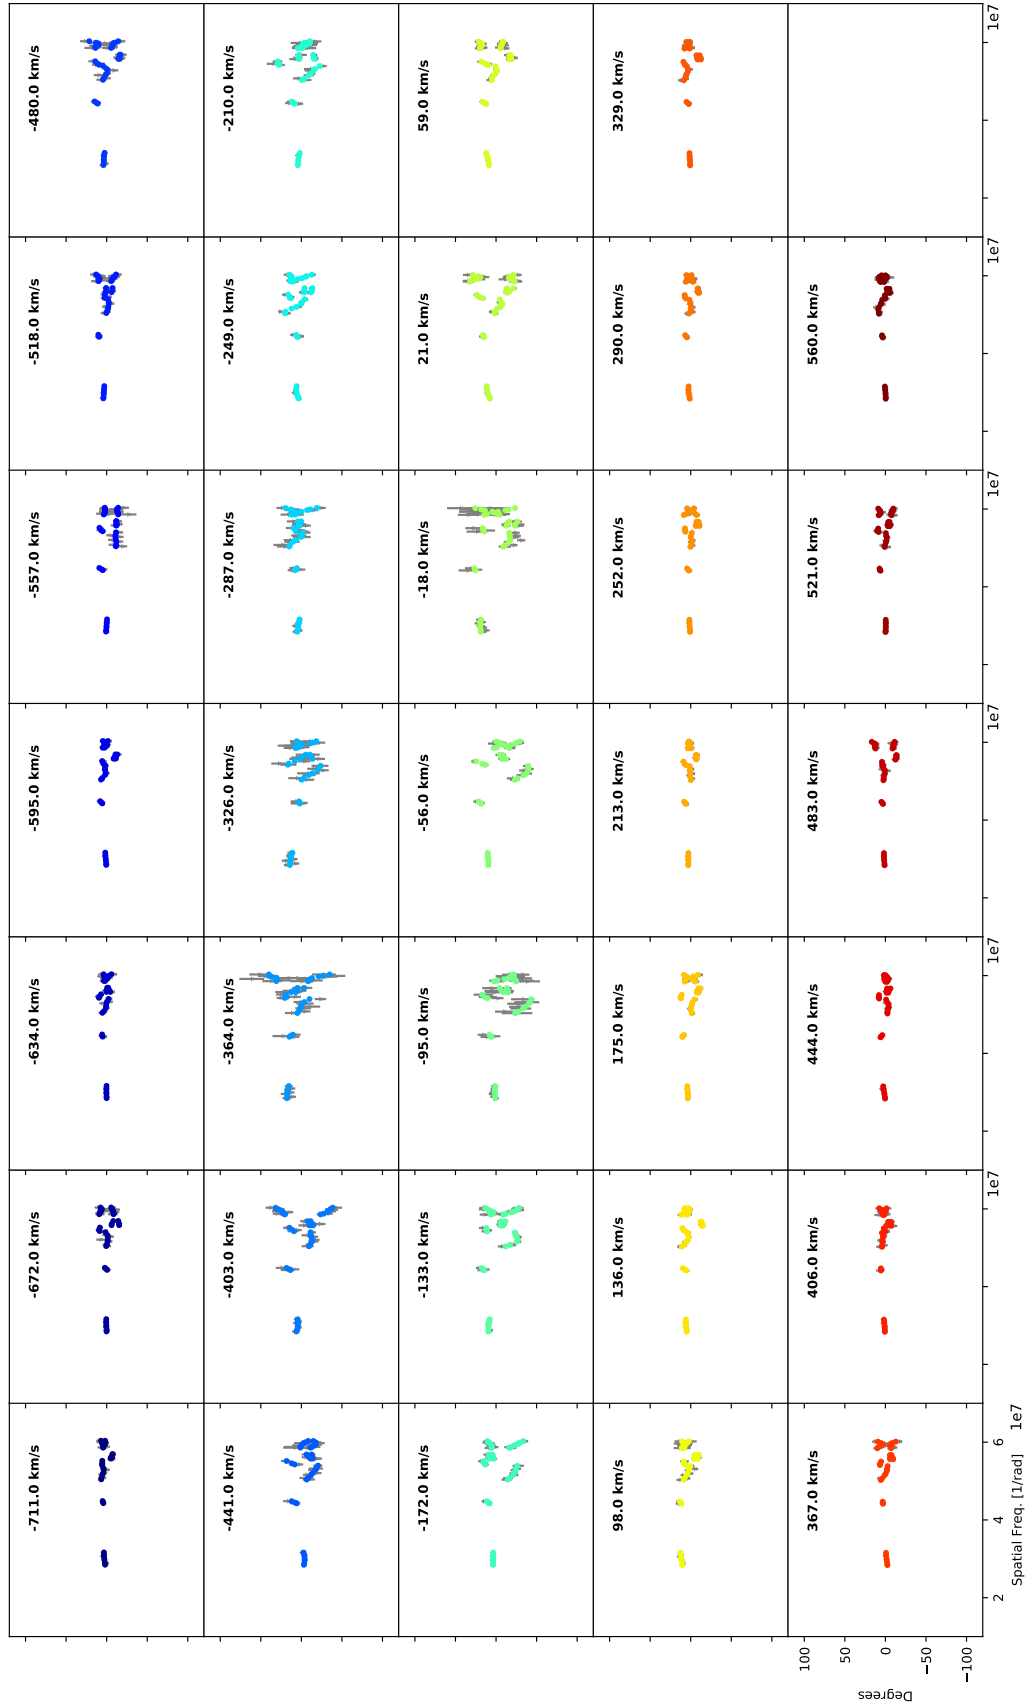 -711.0 km/s
-672.0 km/s
-634.0 km/s
-595.0 km/s
-557.0 km/s
-518.0 km/s
-480.0 km/s
-441.0 km/s
-403.0 km/s
-364.0 km/s
-326.0 km/s
-287.0 km/s
-249.0 km/s
-210.0 km/s
-172.0 km/s
-133.0 km/s
-95.0 km/s
-56.0 km/s
-18.0 km/s
21.0 km/s
59.0 km/s
98.0 km/s
136.0 km/s
175.0 km/s
213.0 km/s
252.0 km/s
290.0 km/s
329.0 km/s
367.0 km/s
406.0 km/s
444.0 km/s
483.0 km/s
521.0 km/s
560.0 km/s
100
50
0
−50
−100
Degrees
2
4
6
1e7
1e7
1e7
1e7
1e7
1e7
1e7
Spatial Freq. [1/rad]